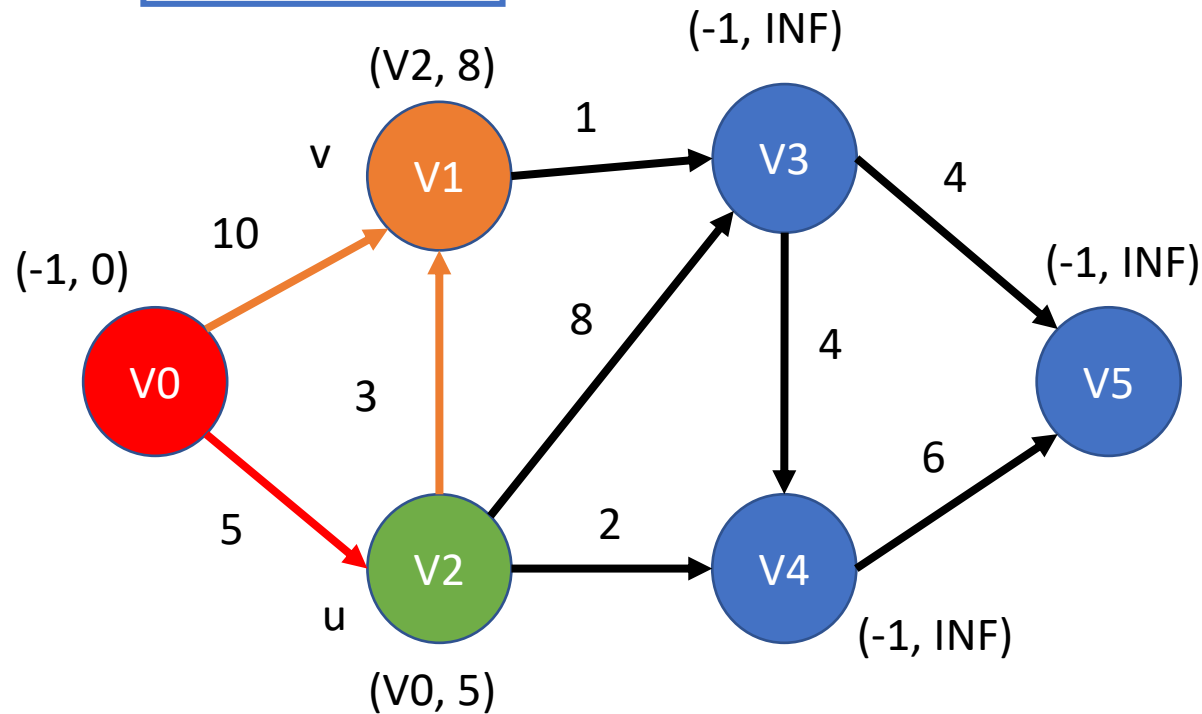 (-1, INF)
(V2, 8)
1
v
V1
V3
4
10
(-1, 0)
(-1, INF)
8
4
V0
3
V5
6
5
2
V2
V4
u
(-1, INF)
(V0, 5)